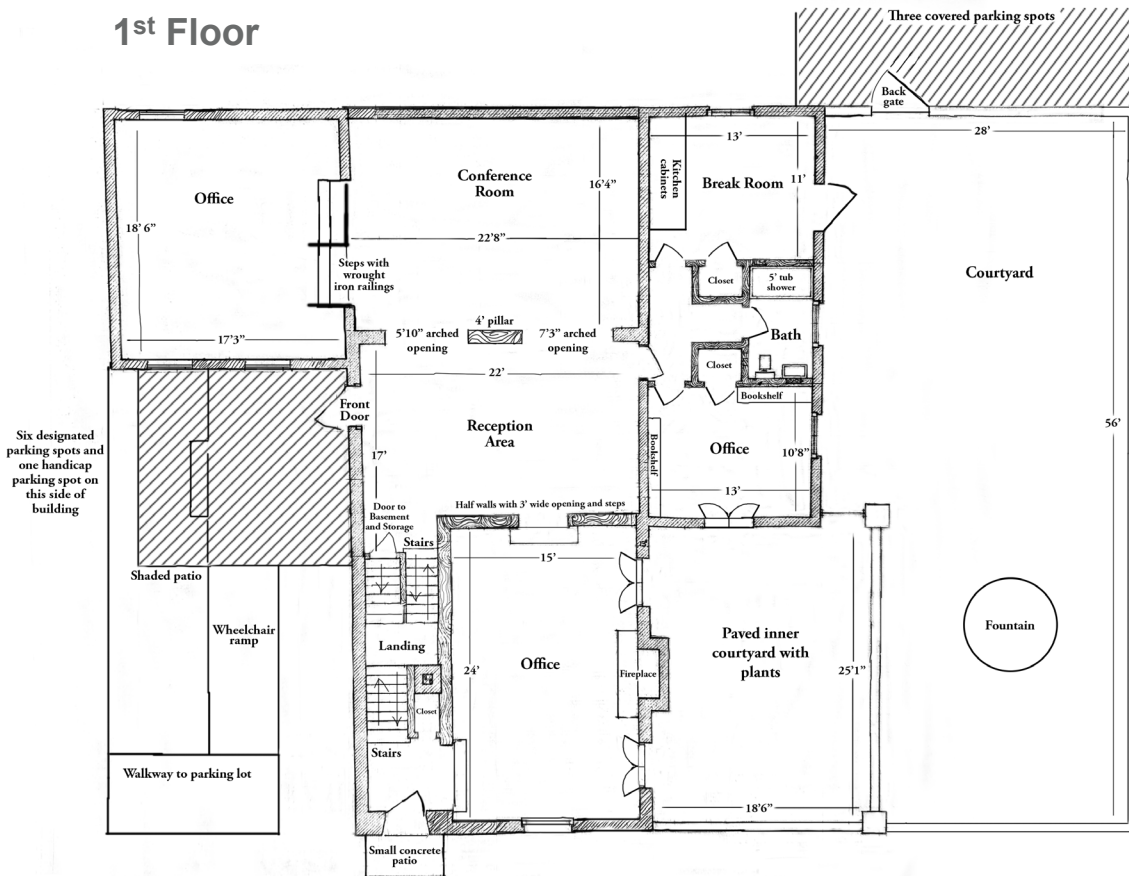 1st Floor
Three covered parking spots
Back
gate
28'
13'
Kitchen
cabinets
Break Room
11'
Conference
Room
16'4"
22'8"
Office
18' 6"
17'3"
Steps with
wrought
iron railings
Closet
5' tub
shower
Courtyard
4' pillar
5'10" arched
opening
7'3" arched
opening
Bath
22'
Closet
Bookshelf
Front
Door
Reception
Area
Bookshelf
Office
10'8"
13'
56'
Six designated
parking spots and
one handicap
parking spot on
this side of
building
17'
Door to
Basement
and Storage
Half walls with 3' wide opening and steps
Stairs
15'
Shaded patio
Wheelchair
ramp
Landing
Office
24'
Fireplace
Paved inner
courtyard with
plants
25'1"
Fountain
Closet
Stairs
Walkway to parking lot
18'6"
Small concrete
patio